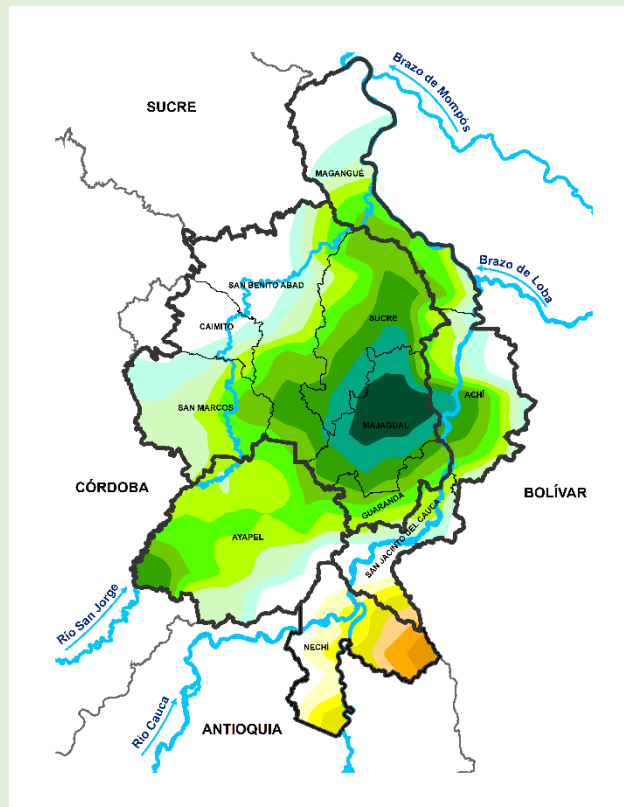 Brazo de Mompós
SUCRE
MAGANGUÉ
Brazo de Loba
SAN BENITO ABAD
SUCRE
CAIMITO
ACHÍ
SAN MARCOS
MAJAGUAL
CÓRDOBA
BOLÍVAR
GUARANDA
AYAPEL
SAN JACINTO DEL CAUCA
Río San Jorge
NECHÍ
Río Cauca
ANTIOQUIA